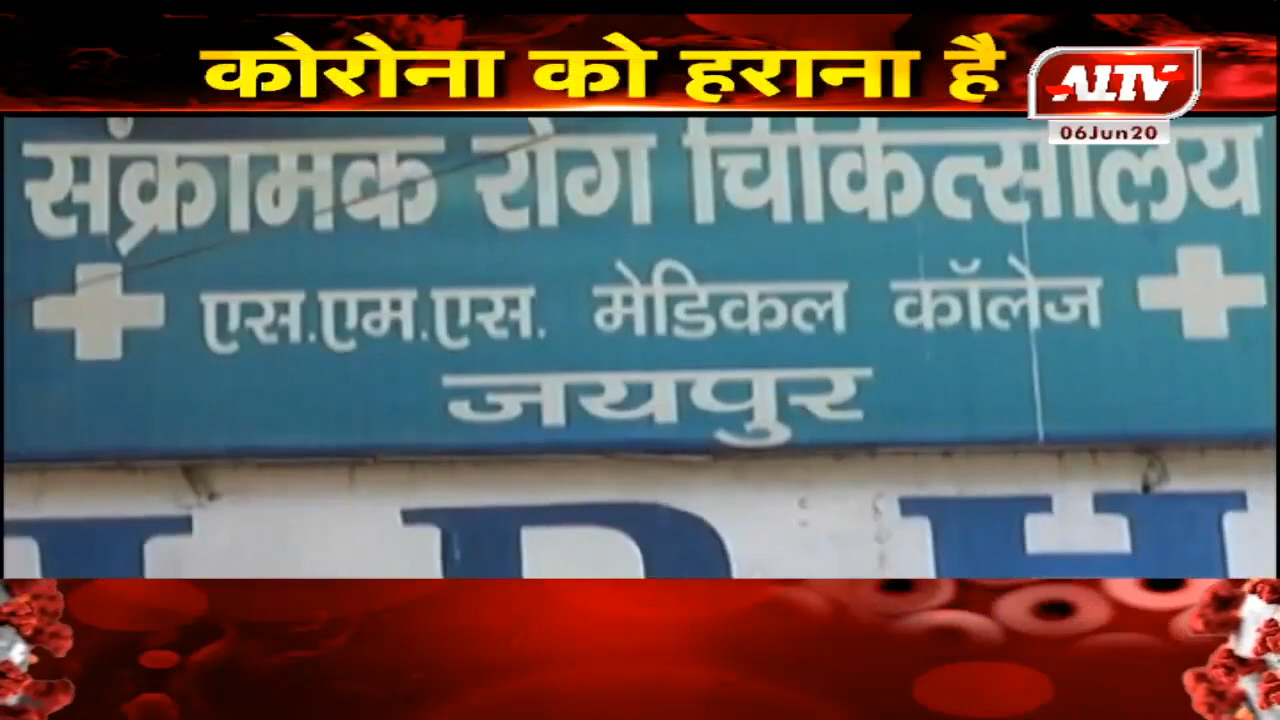 कोरोना को हराना है
ALTV
06Jun20
संक्रामक रोग चिकित्सालय
एस.एम.एस. मेडिकल कॉलेज
जयपुर